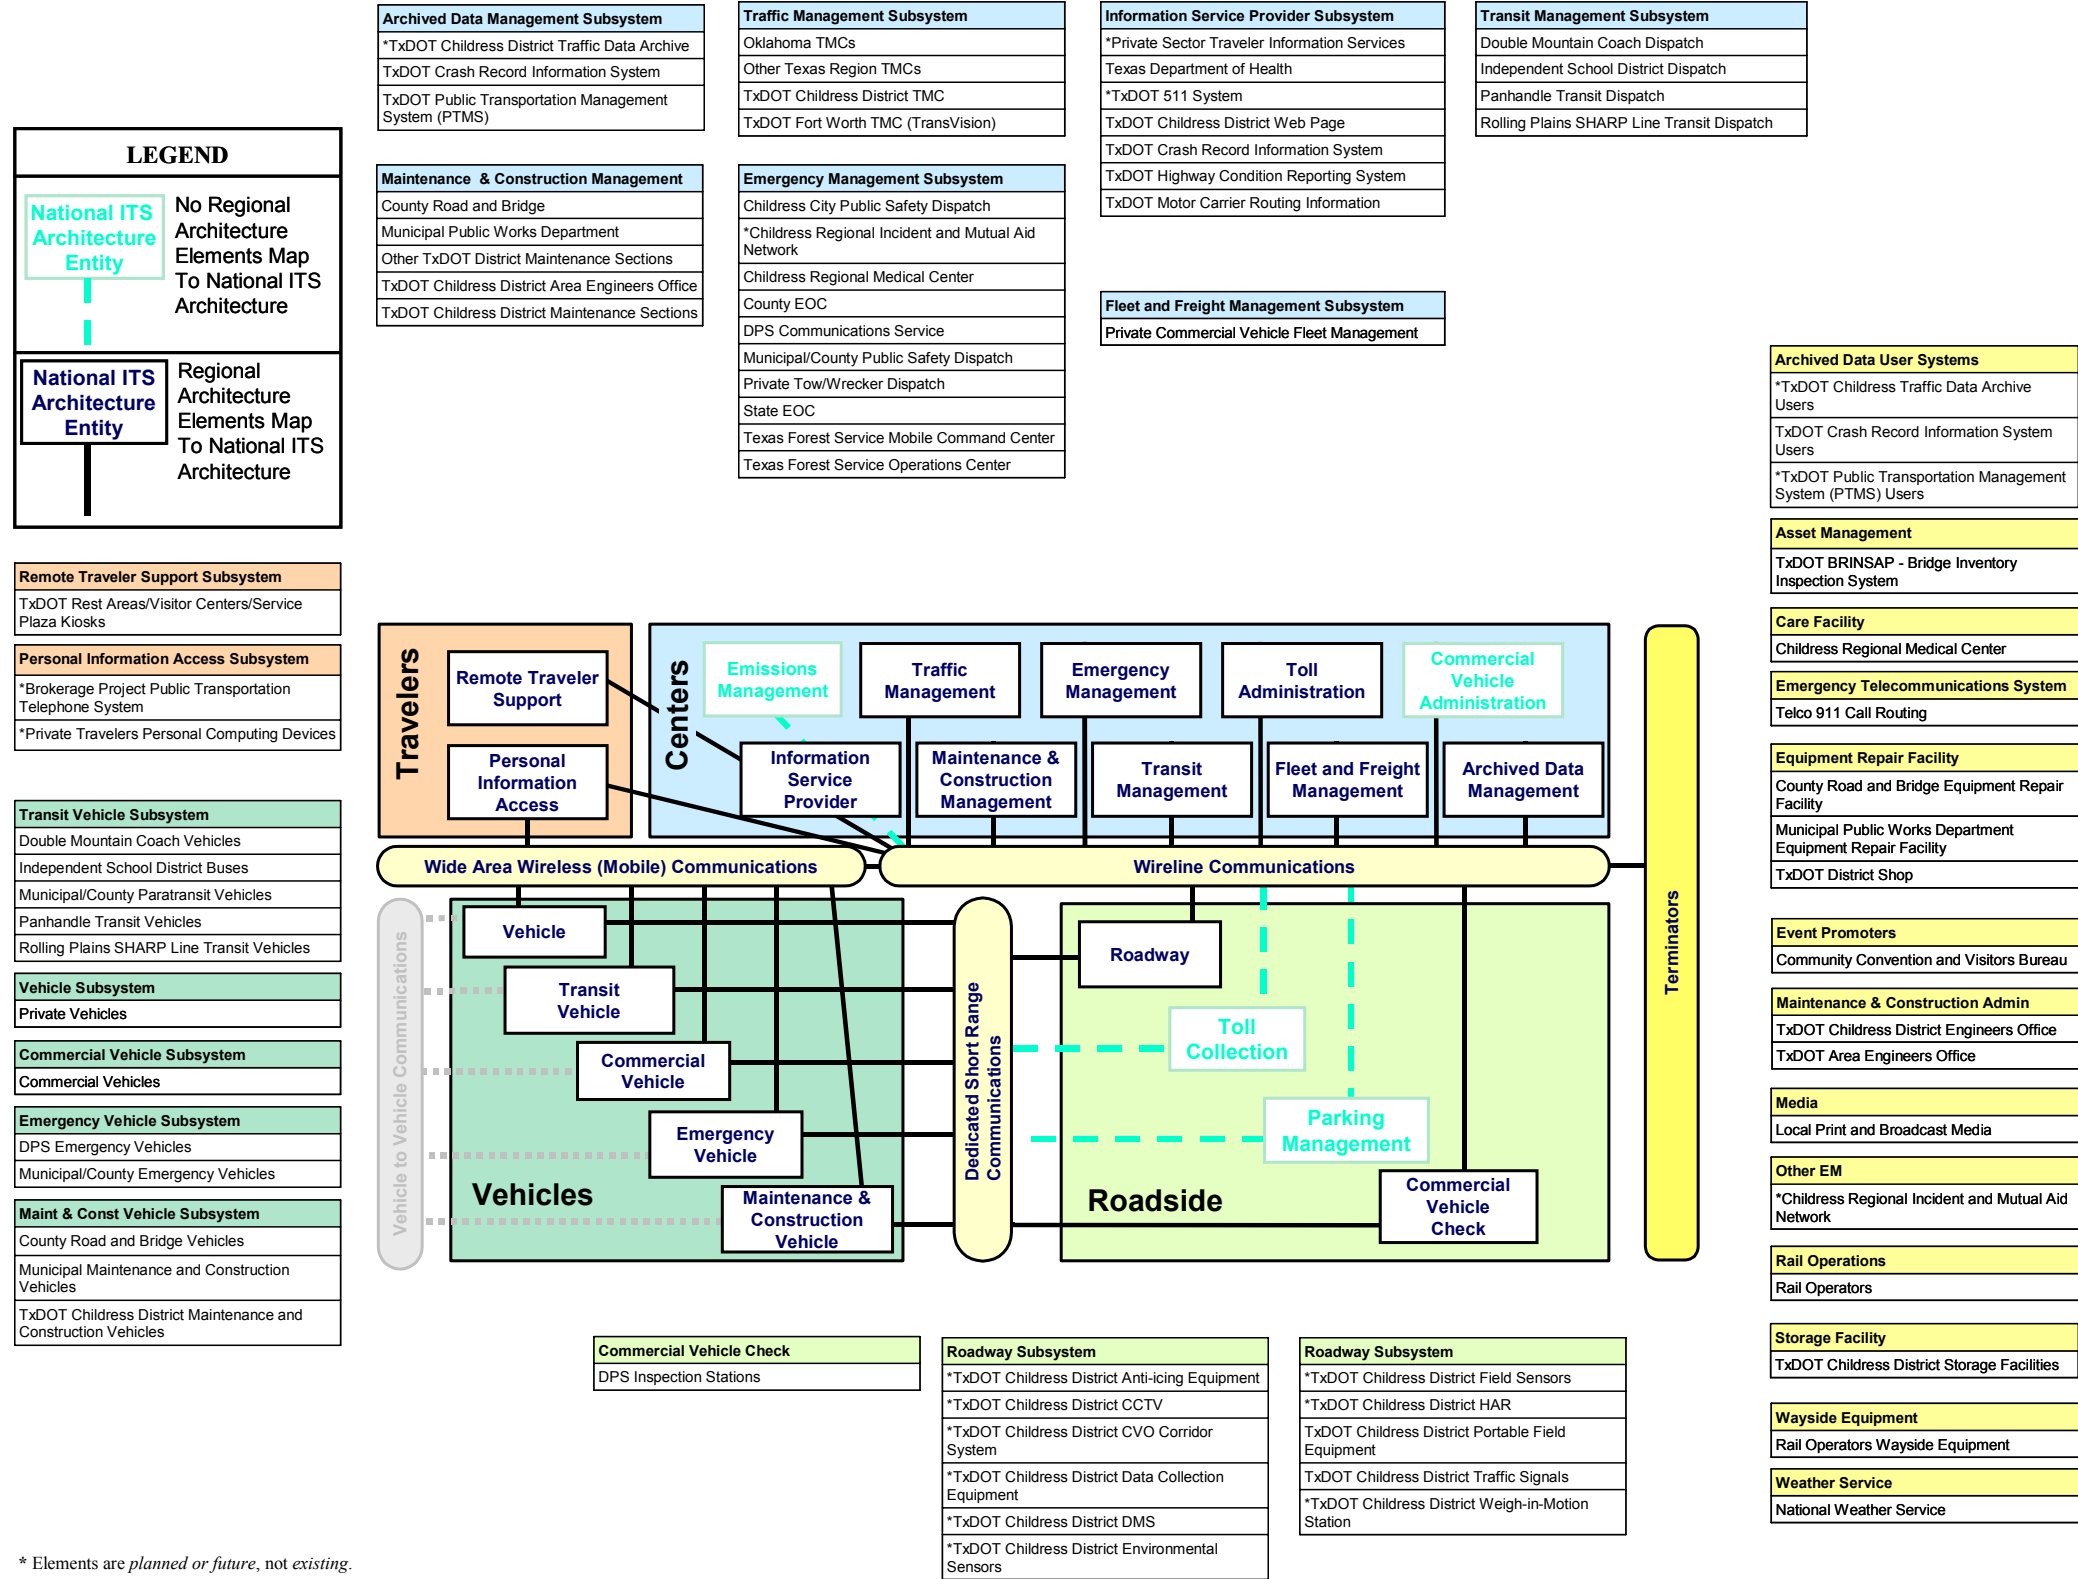 Archived Data Management Subsystem
*TxDOT Childress District Traffic Data Archive
TxDOT Crash Record Information System
TxDOT Public Transportation Management
System (PTMS)
Traffic Management Subsystem
Oklahoma TMCs
Other Texas Region TMCs
TxDOT Childress District TMC
TxDOT Fort Worth TMC (TransVision)
Information Service Provider Subsystem
*Private Sector Traveler Information Services
Texas Department of Health
*TxDOT 511 System
TxDOT Childress District Web Page
TxDOT Crash Record Information System
TxDOT Highway Condition Reporting System
TxDOT Motor Carrier Routing Information
Transit Management Subsystem
Double Mountain Coach Dispatch
Independent School District Dispatch
Panhandle Transit Dispatch
Rolling Plains SHARP Line Transit Dispatch
LEGEND
National ITS
Architecture
Entity
No Regional
Architecture
Elements Map
To National ITS
Architecture
National ITS
Architecture
Entity
Regional
Architecture
Elements Map
To National ITS
Architecture
Maintenance & Construction Management
County Road and Bridge
Municipal Public Works Department
Other TxDOT District Maintenance Sections
TxDOT Childress District Area Engineers Office
TxDOT Childress District Maintenance Sections
Emergency Management Subsystem
Childress City Public Safety Dispatch
*Childress Regional Incident and Mutual Aid
Network
Childress Regional Medical Center
County EOC
DPS Communications Service
Municipal/County Public Safety Dispatch
Private Tow/Wrecker Dispatch
State EOC
Texas Forest Service Mobile Command Center
Texas Forest Service Operations Center
Fleet and Freight Management Subsystem
Private Commercial Vehicle Fleet Management
Archived Data User Systems
*TxDOT Childress Traffic Data Archive
Users
TxDOT Crash Record Information System
Users
*TxDOT Public Transportation Management
System (PTMS) Users
Asset Management
TxDOT BRINSAP - Bridge Inventory
Inspection System
Care Facility
Childress Regional Medical Center
Emergency Telecommunications System
Telco 911 Call Routing
Equipment Repair Facility
County Road and Bridge Equipment Repair
Facility
Municipal Public Works Department
Equipment Repair Facility
TxDOT District Shop
Event Promoters
Community Convention and Visitors Bureau
Maintenance & Construction Admin
TxDOT Childress District Engineers Office
TxDOT Area Engineers Office
Media
Local Print and Broadcast Media
Other EM
*Childress Regional Incident and Mutual Aid
Network
Rail Operations
Rail Operators
Storage Facility
TxDOT Childress District Storage Facilities
Wayside Equipment
Rail Operators Wayside Equipment
Weather Service
National Weather Service
Remote Traveler Support Subsystem
TxDOT Rest Areas/Visitor Centers/Service
Plaza Kiosks
Personal Information Access Subsystem
*Brokerage Project Public Transportation
Telephone System
*Private Travelers Personal Computing Devices
Transit Vehicle Subsystem
Double Mountain Coach Vehicles
Independent School District Buses
Municipal/County Paratransit Vehicles
Panhandle Transit Vehicles
Rolling Plains SHARP Line Transit Vehicles
Vehicle Subsystem
Private Vehicles
Commercial Vehicle Subsystem
Commercial Vehicles
Emergency Vehicle Subsystem
DPS Emergency Vehicles
Municipal/County Emergency Vehicles
Maint & Const Vehicle Subsystem
County Road and Bridge Vehicles
Municipal Maintenance and Construction
Vehicles
TxDOT Childress District Maintenance and
Construction Vehicles
Travelers
Remote Traveler
Support
Personal
Information
Access
Centers
Emissions
Management
Traffic
Management
Emergency
Management
Toll
Administration
Commercial
Vehicle
Administration
Information
Service
Provider
Maintenance &
Construction
Management
Transit
Management
Fleet and Freight
Management
Archived Data
Management
Wide Area Wireless (Mobile) Communications
Wireline Communications
Terminators
Vehicle to Vehicle Communications
Vehicle
Transit
Vehicle
Commercial
Vehicle
Emergency
Vehicle
Maintenance &
Construction
Vehicle
Vehicles
Dedicated Short Range
Communications
Roadway
Toll
Collection
Parking
Management
Commercial
Vehicle
Check
Roadside
Commercial Vehicle Check
DPS Inspection Stations
Roadway Subsystem
*TxDOT Childress District Anti-icing Equipment
*TxDOT Childress District CCTV
*TxDOT Childress District CVO Corridor
System
*TxDOT Childress District Data Collection
Equipment
*TxDOT Childress District DMS
*TxDOT Childress District Environmental
Sensors
Roadway Subsystem
*TxDOT Childress District Field Sensors
*TxDOT Childress District HAR
TxDOT Childress District Portable Field
Equipment
TxDOT Childress District Traffic Signals
*TxDOT Childress District Weigh-in-Motion
Station
* Elements are planned or future, not existing.